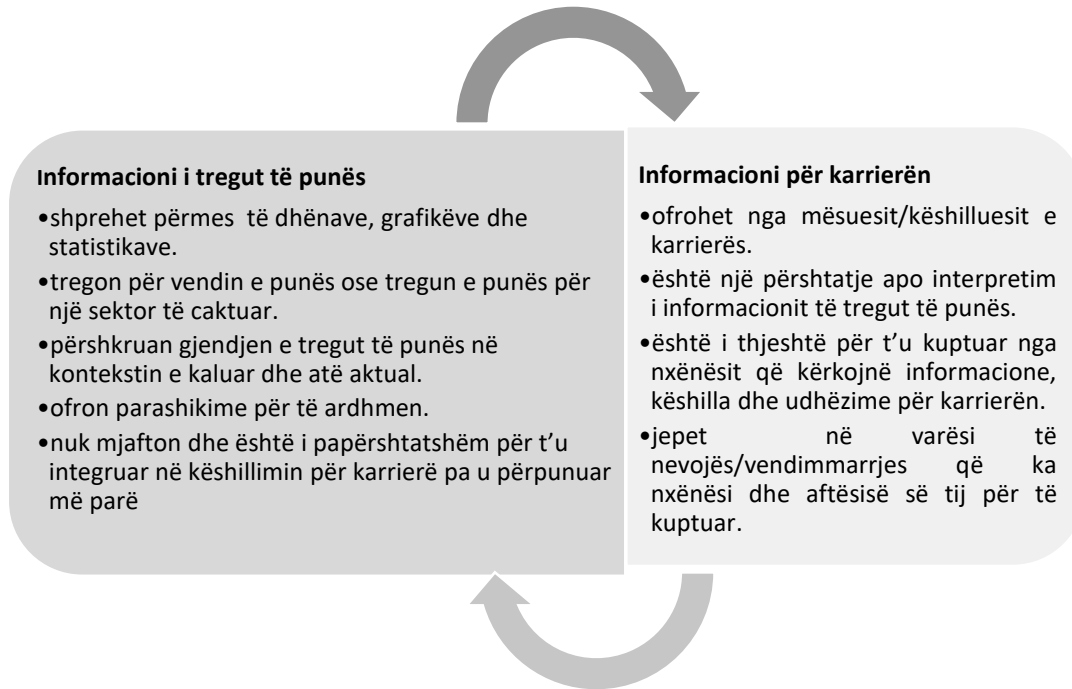 Informacioni i tregut të punës
•shprehet përmes të dhënave, grafikëve dhe
statistikave.
•tregon për vendin e punës ose tregun e punës për
një sektor të caktuar.
•përshkruan gjendjen e tregut të punës në
kontekstin e kaluar dhe atë aktual.
•ofron parashikime për të ardhmen.
•nuk mjafton dhe është i papërshtatshëm për t’u
integruar në këshillimin për karrierë pa u përpunuar
më parë
Informacioni për karrierën
•ofrohet nga mësuesit/këshilluesit e
karrierës.
•është një përshtatje apo interpretim
i informacionit të tregut të punës.
•është i thjeshtë për t’u kuptuar nga
nxënësit që kërkojnë informacione,
këshilla dhe udhëzime për karrierën.
•jepet në varësi të
nevojës/vendimmarrjes që ka
nxënësi dhe aftësisë së tij për të
kuptuar.